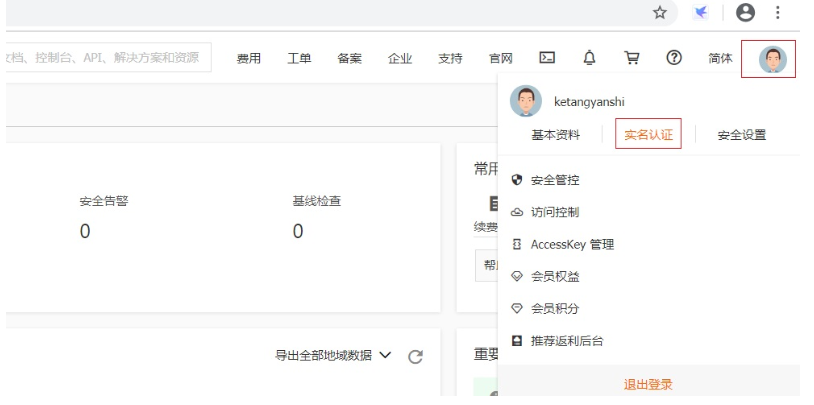 文档、控制台、API、解决方案和资源 费用 工单 备案 企业 支持 官网 简体
ketangyanshi
基本资料 实名认证 安全设置
常用
安全管控
安全告警 基线检查
访问控制
0 0
续费
AccessKey 管理
帮
会员权益
会员积分
推荐返利后台
导出全部地域数据
重要
退出登录